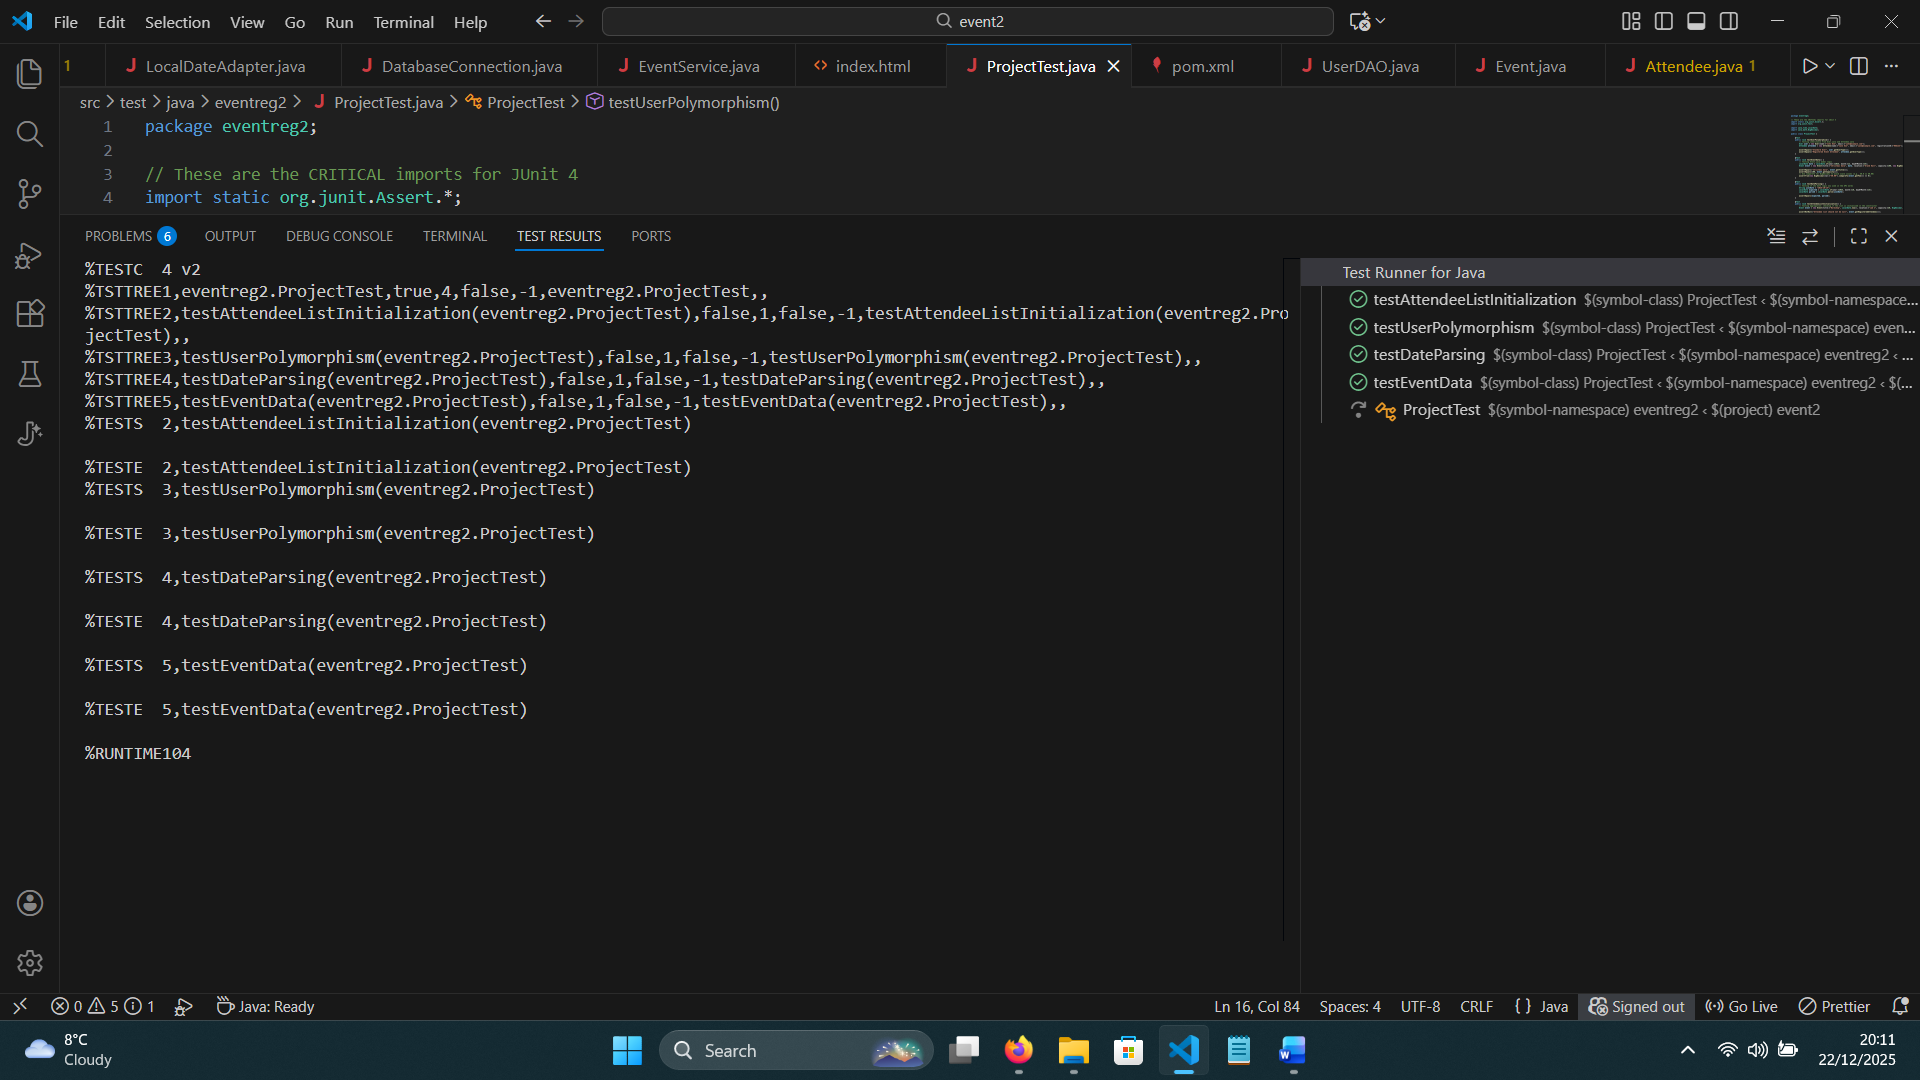 File Edit Selection View Go Run Terminal Help
event2
1
J LocalDateAdapter.java
J DatabaseConnection.java
J EventService.java
<> index.html
J ProjectTest.java
pom.xml
J UserDAO.java
J Event.java
J Attendee.java 1
src > test > java > eventreg2 > J ProjectTest.java > ProjectTest > testUserPolymorphism()
1 package eventreg2;
2
3 // These are the CRITICAL imports for JUnit 4
4 import static org.junit.Assert.*;
PROBLEMS 6 OUTPUT DEBUG CONSOLE TERMINAL TEST RESULTS PORTS
%TESTC  4 v2
%TSTTREE1,eventreg2.ProjectTest,true,4,false,-1,eventreg2.ProjectTest,,
%TSTTREE2,testAttendeeListInitialization(eventreg2.ProjectTest),false,1,false,-1,testAttendeeListInitialization(eventreg2.Pro
jectTest),,
%TSTTREE3,testUserPolymorphism(eventreg2.ProjectTest),false,1,false,-1,testUserPolymorphism(eventreg2.ProjectTest),,
%TSTTREE4,testDateParsing(eventreg2.ProjectTest),false,1,false,-1,testDateParsing(eventreg2.ProjectTest),,
%TSTTREE5,testEventData(eventreg2.ProjectTest),false,1,false,-1,testEventData(eventreg2.ProjectTest),,
%TESTS  2,testAttendeeListInitialization(eventreg2.ProjectTest)
%TESTE  2,testAttendeeListInitialization(eventreg2.ProjectTest)
%TESTS  3,testUserPolymorphism(eventreg2.ProjectTest)
%TESTE  3,testUserPolymorphism(eventreg2.ProjectTest)
%TESTS  4,testDateParsing(eventreg2.ProjectTest)
%TESTE  4,testDateParsing(eventreg2.ProjectTest)
%TESTS  5,testEventData(eventreg2.ProjectTest)
%TESTE  5,testEventData(eventreg2.ProjectTest)
%RUNTIME104
Test Runner for Java
testAttendeeListInitialization $(symbol-class) ProjectTest < $(symbol-namespace...
testUserPolymorphism $(symbol-class) ProjectTest < $(symbol-namespace) even...
testDateParsing $(symbol-class) ProjectTest < $(symbol-namespace) eventreg2 < ...
testEventData $(symbol-class) ProjectTest < $(symbol-namespace) eventreg2 < $(...
ProjectTest $(symbol-namespace) eventreg2 < $(project) event2
0 5 1 Java: Ready
Ln 16, Col 84 Spaces: 4 UTF-8 CRLF {} Java Signed out Go Live Prettier
8°C
Cloudy
Search
20:11
22/12/2025